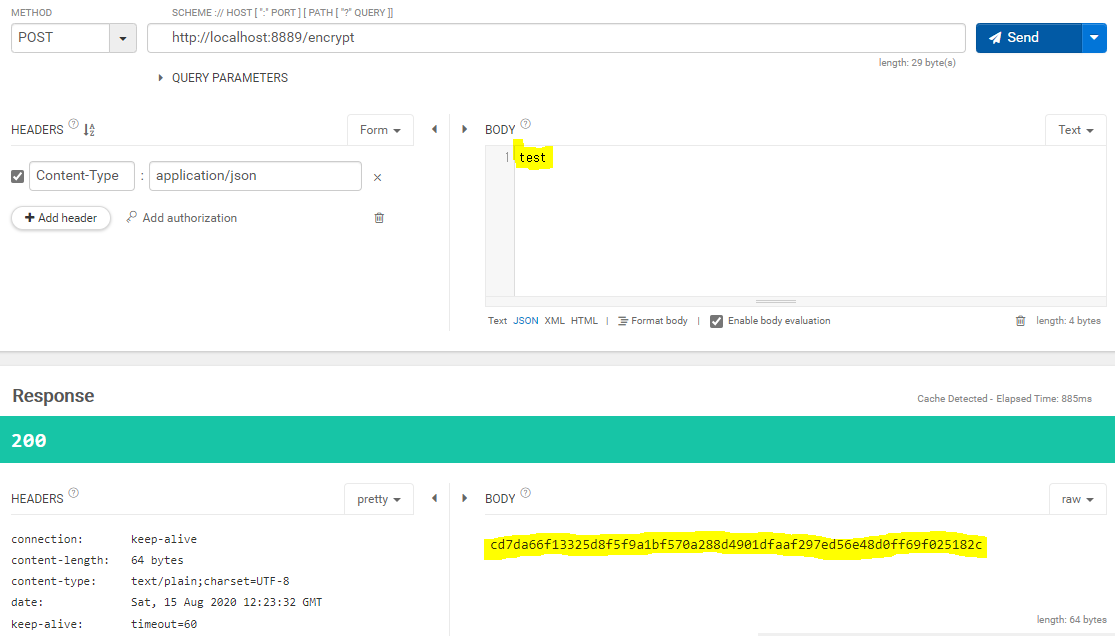 METHOD
SCHEME :// HOST [ ":" PORT ] [ PATH [ "?" QUERY ]]
POST
http://localhost:8889/encrypt
Send
length: 29 byte(s)
QUERY PARAMETERS
HEADERS ? Form
BODY ? Text
Content-Type : application/json
1 test
Add header Add authorization
Text JSON XML HTML | Format body | Enable body evaluation length: 4 bytes
Response
Cache Detected - Elapsed Time: 885ms
200
HEADERS ? pretty
BODY ? raw
connection: keep-alive
content-length: 64 bytes
content-type: text/plain;charset=UTF-8
date: Sat, 15 Aug 2020 12:23:32 GMT
keep-alive: timeout=60
cd7da66f13325d8f5f9a1bf570a288d4901dfaaf297ed56e48d0ff69f025182c
length: 64 bytes